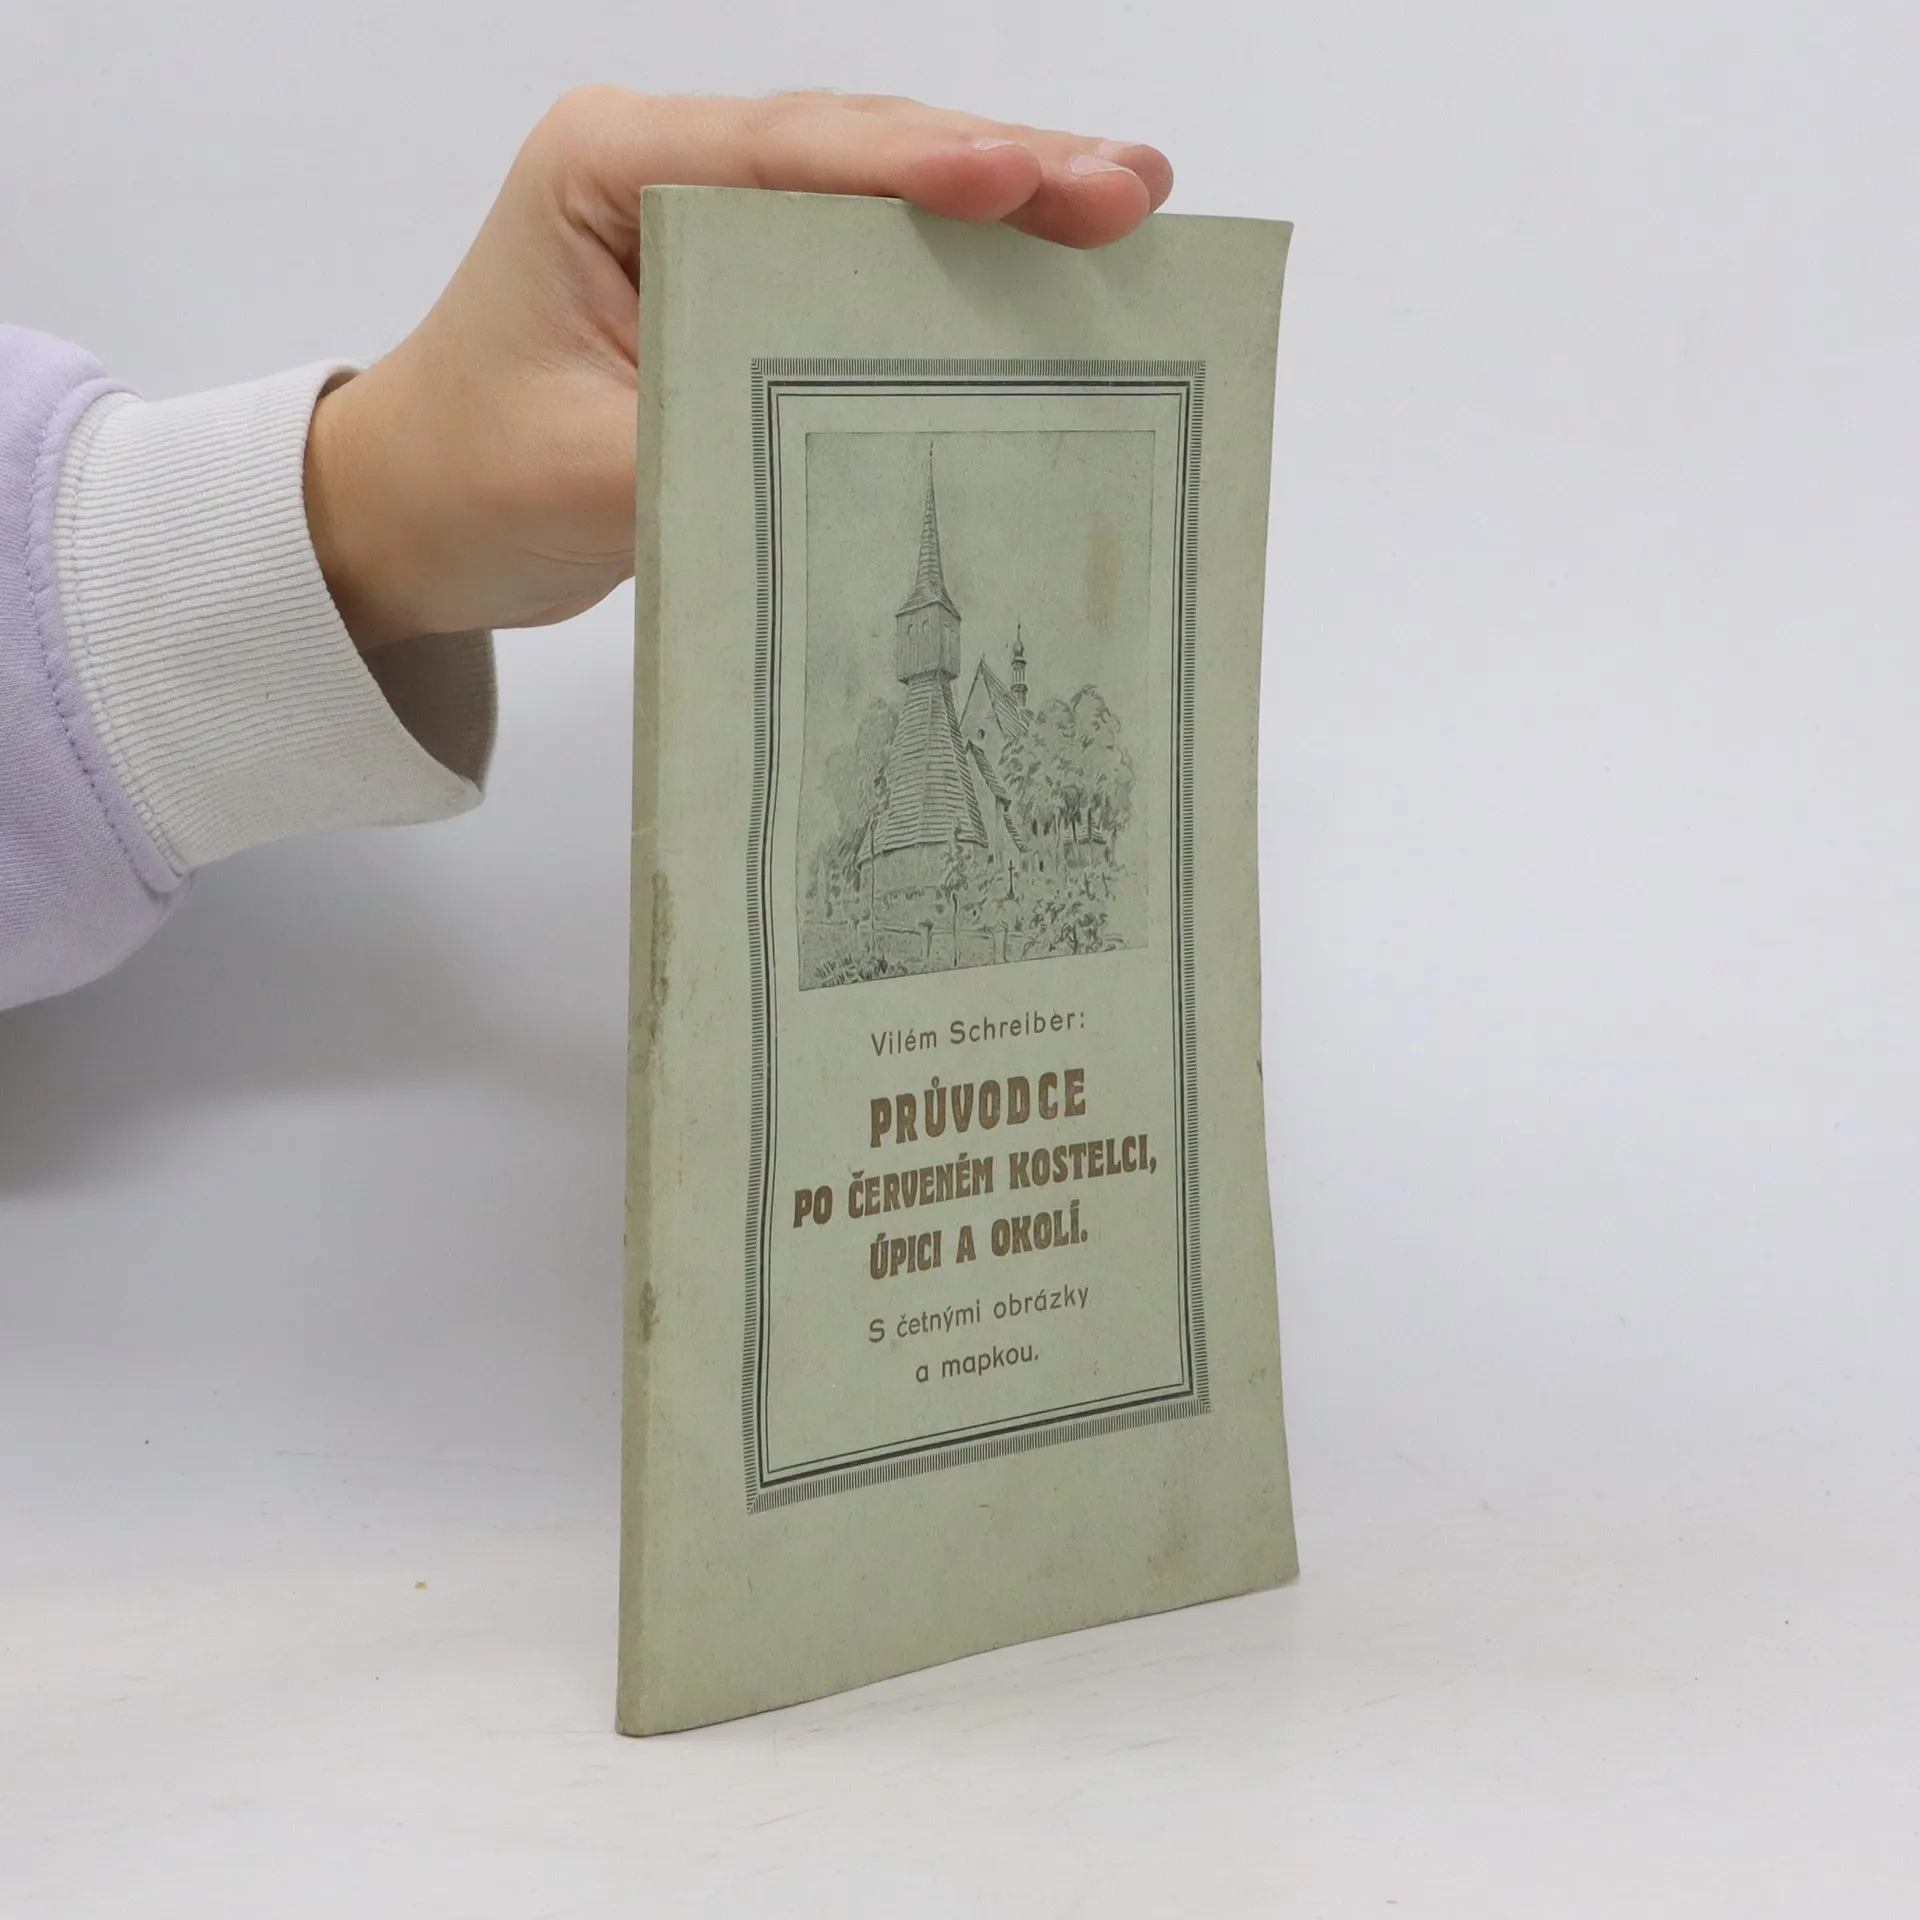 Vilém Schreiber:
PRŮVODCE
PO ČERVENÉM KOSTELCI,
ÚPICI A OKOLÍ.
S četnými obrázky
a mapkou.